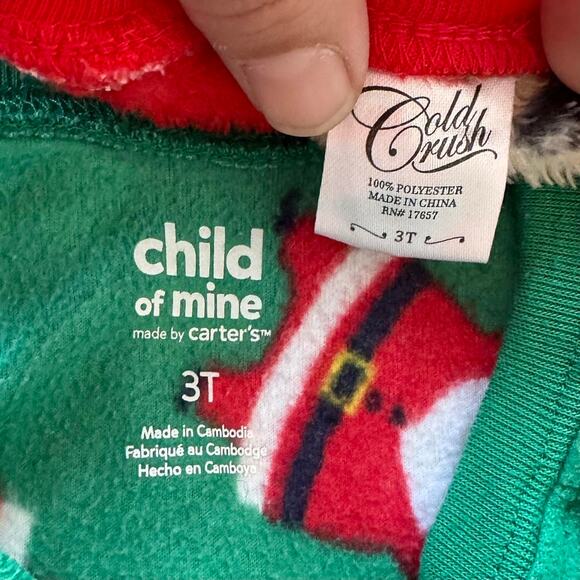 Cold
Crush
100% POLYESTER
MADE IN CHINA
RN# 17657
3T
child
of mine
made by carter's™
3T
Made in Cambodia
Fabriqué au Cambodge
Hecho en Camboya